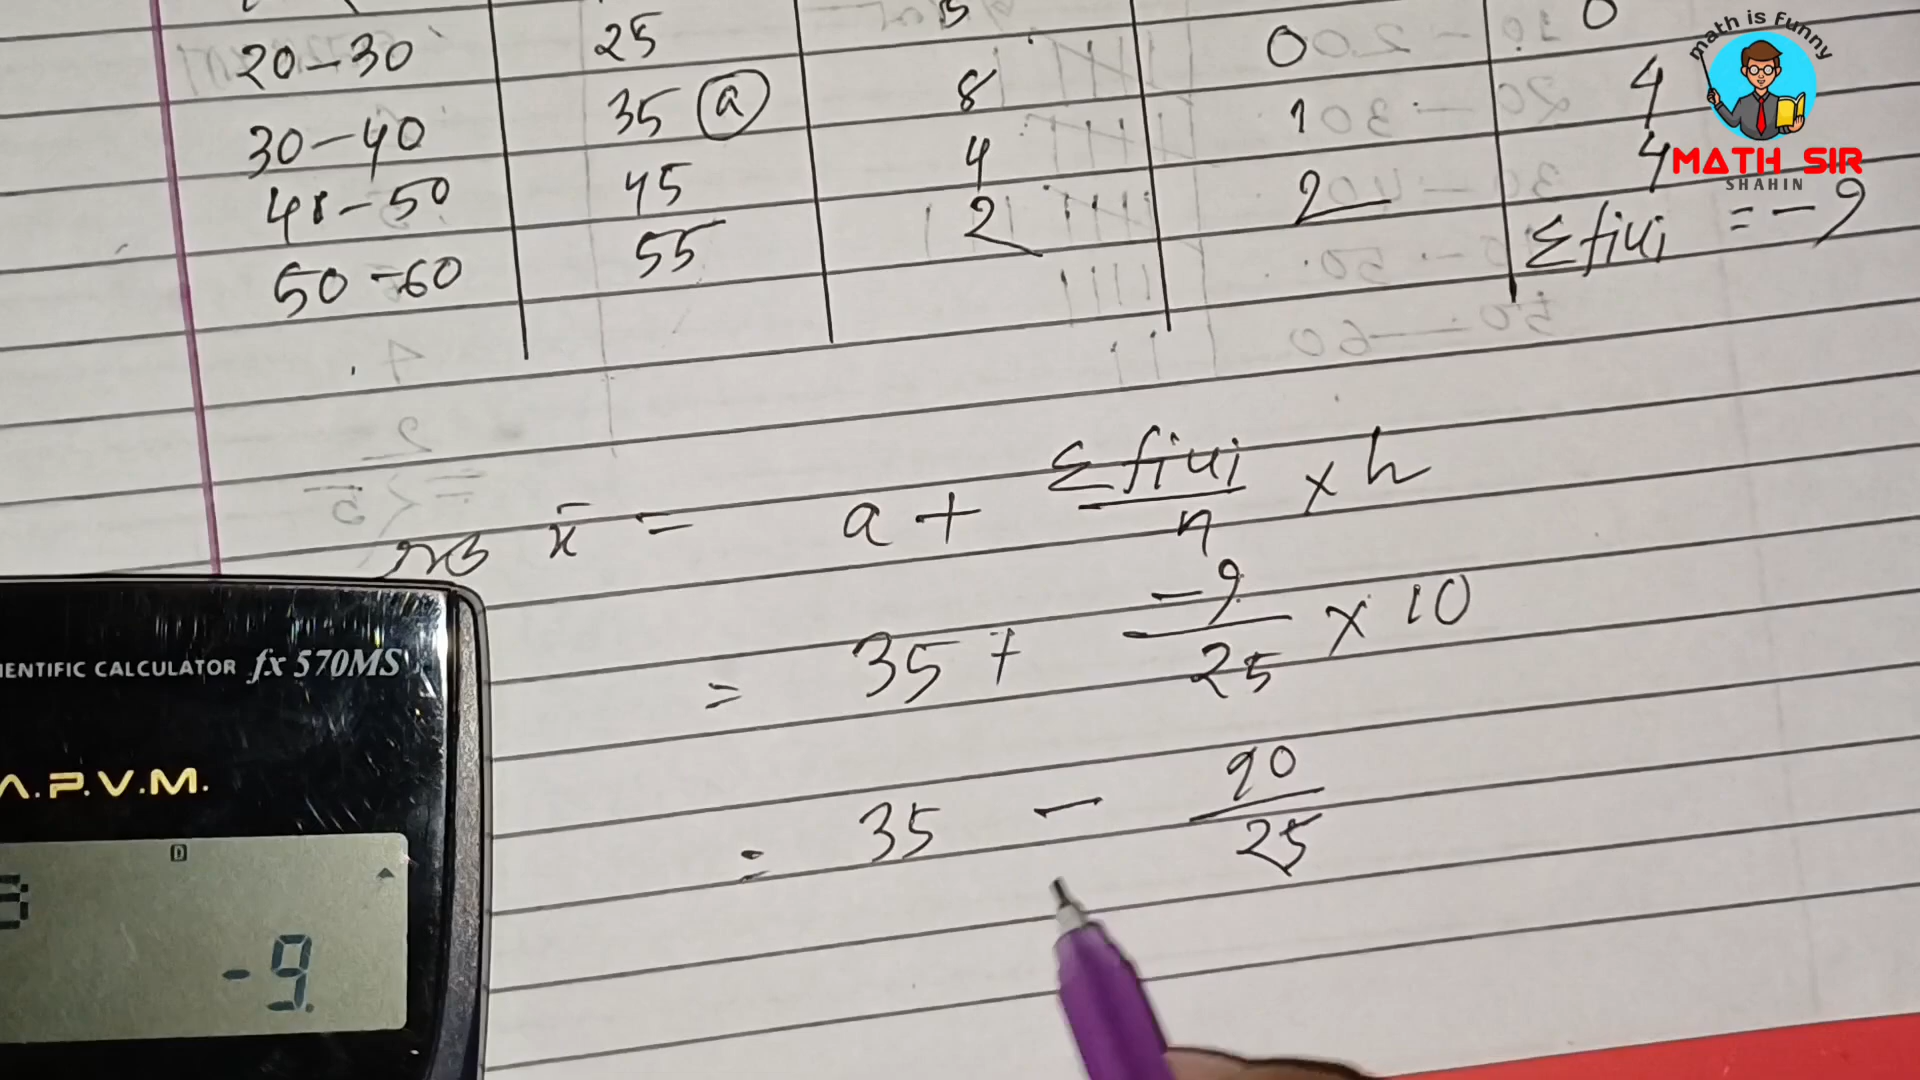 math is Funny
MATH SIR
SHAHIN
20-30 25 0 0
30-40 35 a 8 1 4
41-50 45 4 2 4
50-60 55 2 Σfiui = -9
x̄ = a + Σfiui/n × h
= 35 + -9/25 × 10
= 35 - 90/25
IENTIFIC CALCULATOR fx 570MS
A.P.V.M.
D
-9.